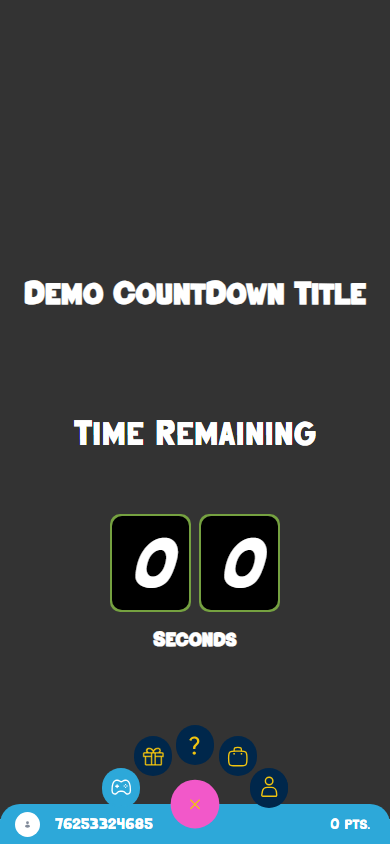 Demo CountDown Title
Time Remaining
0 0
Seconds
?
76253324685 0 pts.